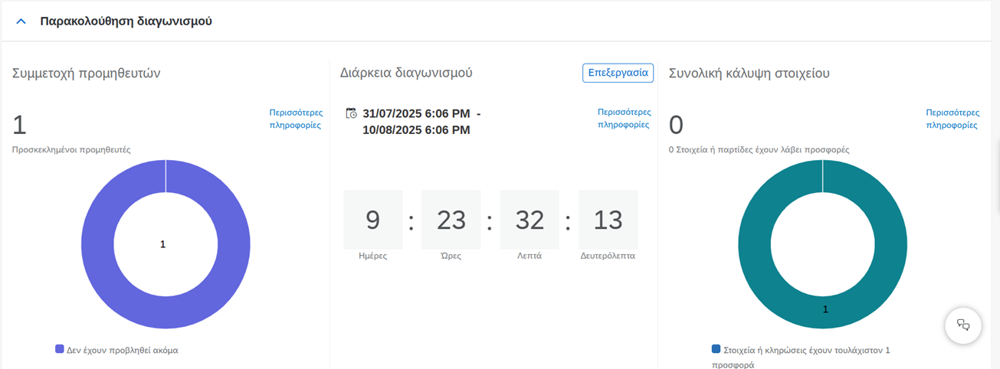 Παρακολούθηση διαγωνισμού
Συμμετοχή προμηθευτών
1
Περισσότερες
πληροφορίες
Προσκεκλημένοι προμηθευτές
1
Δεν έχουν προβληθεί ακόμα
Διάρκεια διαγωνισμού
Επεξεργασία
31/07/2025 6:06 PM -
10/08/2025 6:06 PM
Περισσότερες
πληροφορίες
9 : 23 : 32 : 13
Ημέρες Ώρες Λεπτά Δευτερόλεπτα
Συνολική κάλυψη στοιχείου
0
Περισσότερες
πληροφορίες
0 Στοιχεία ή παρτίδες έχουν λάβει προσφορές
1
Στοιχεία ή κληρώσεις έχουν τουλάχιστον 1
προσφορά